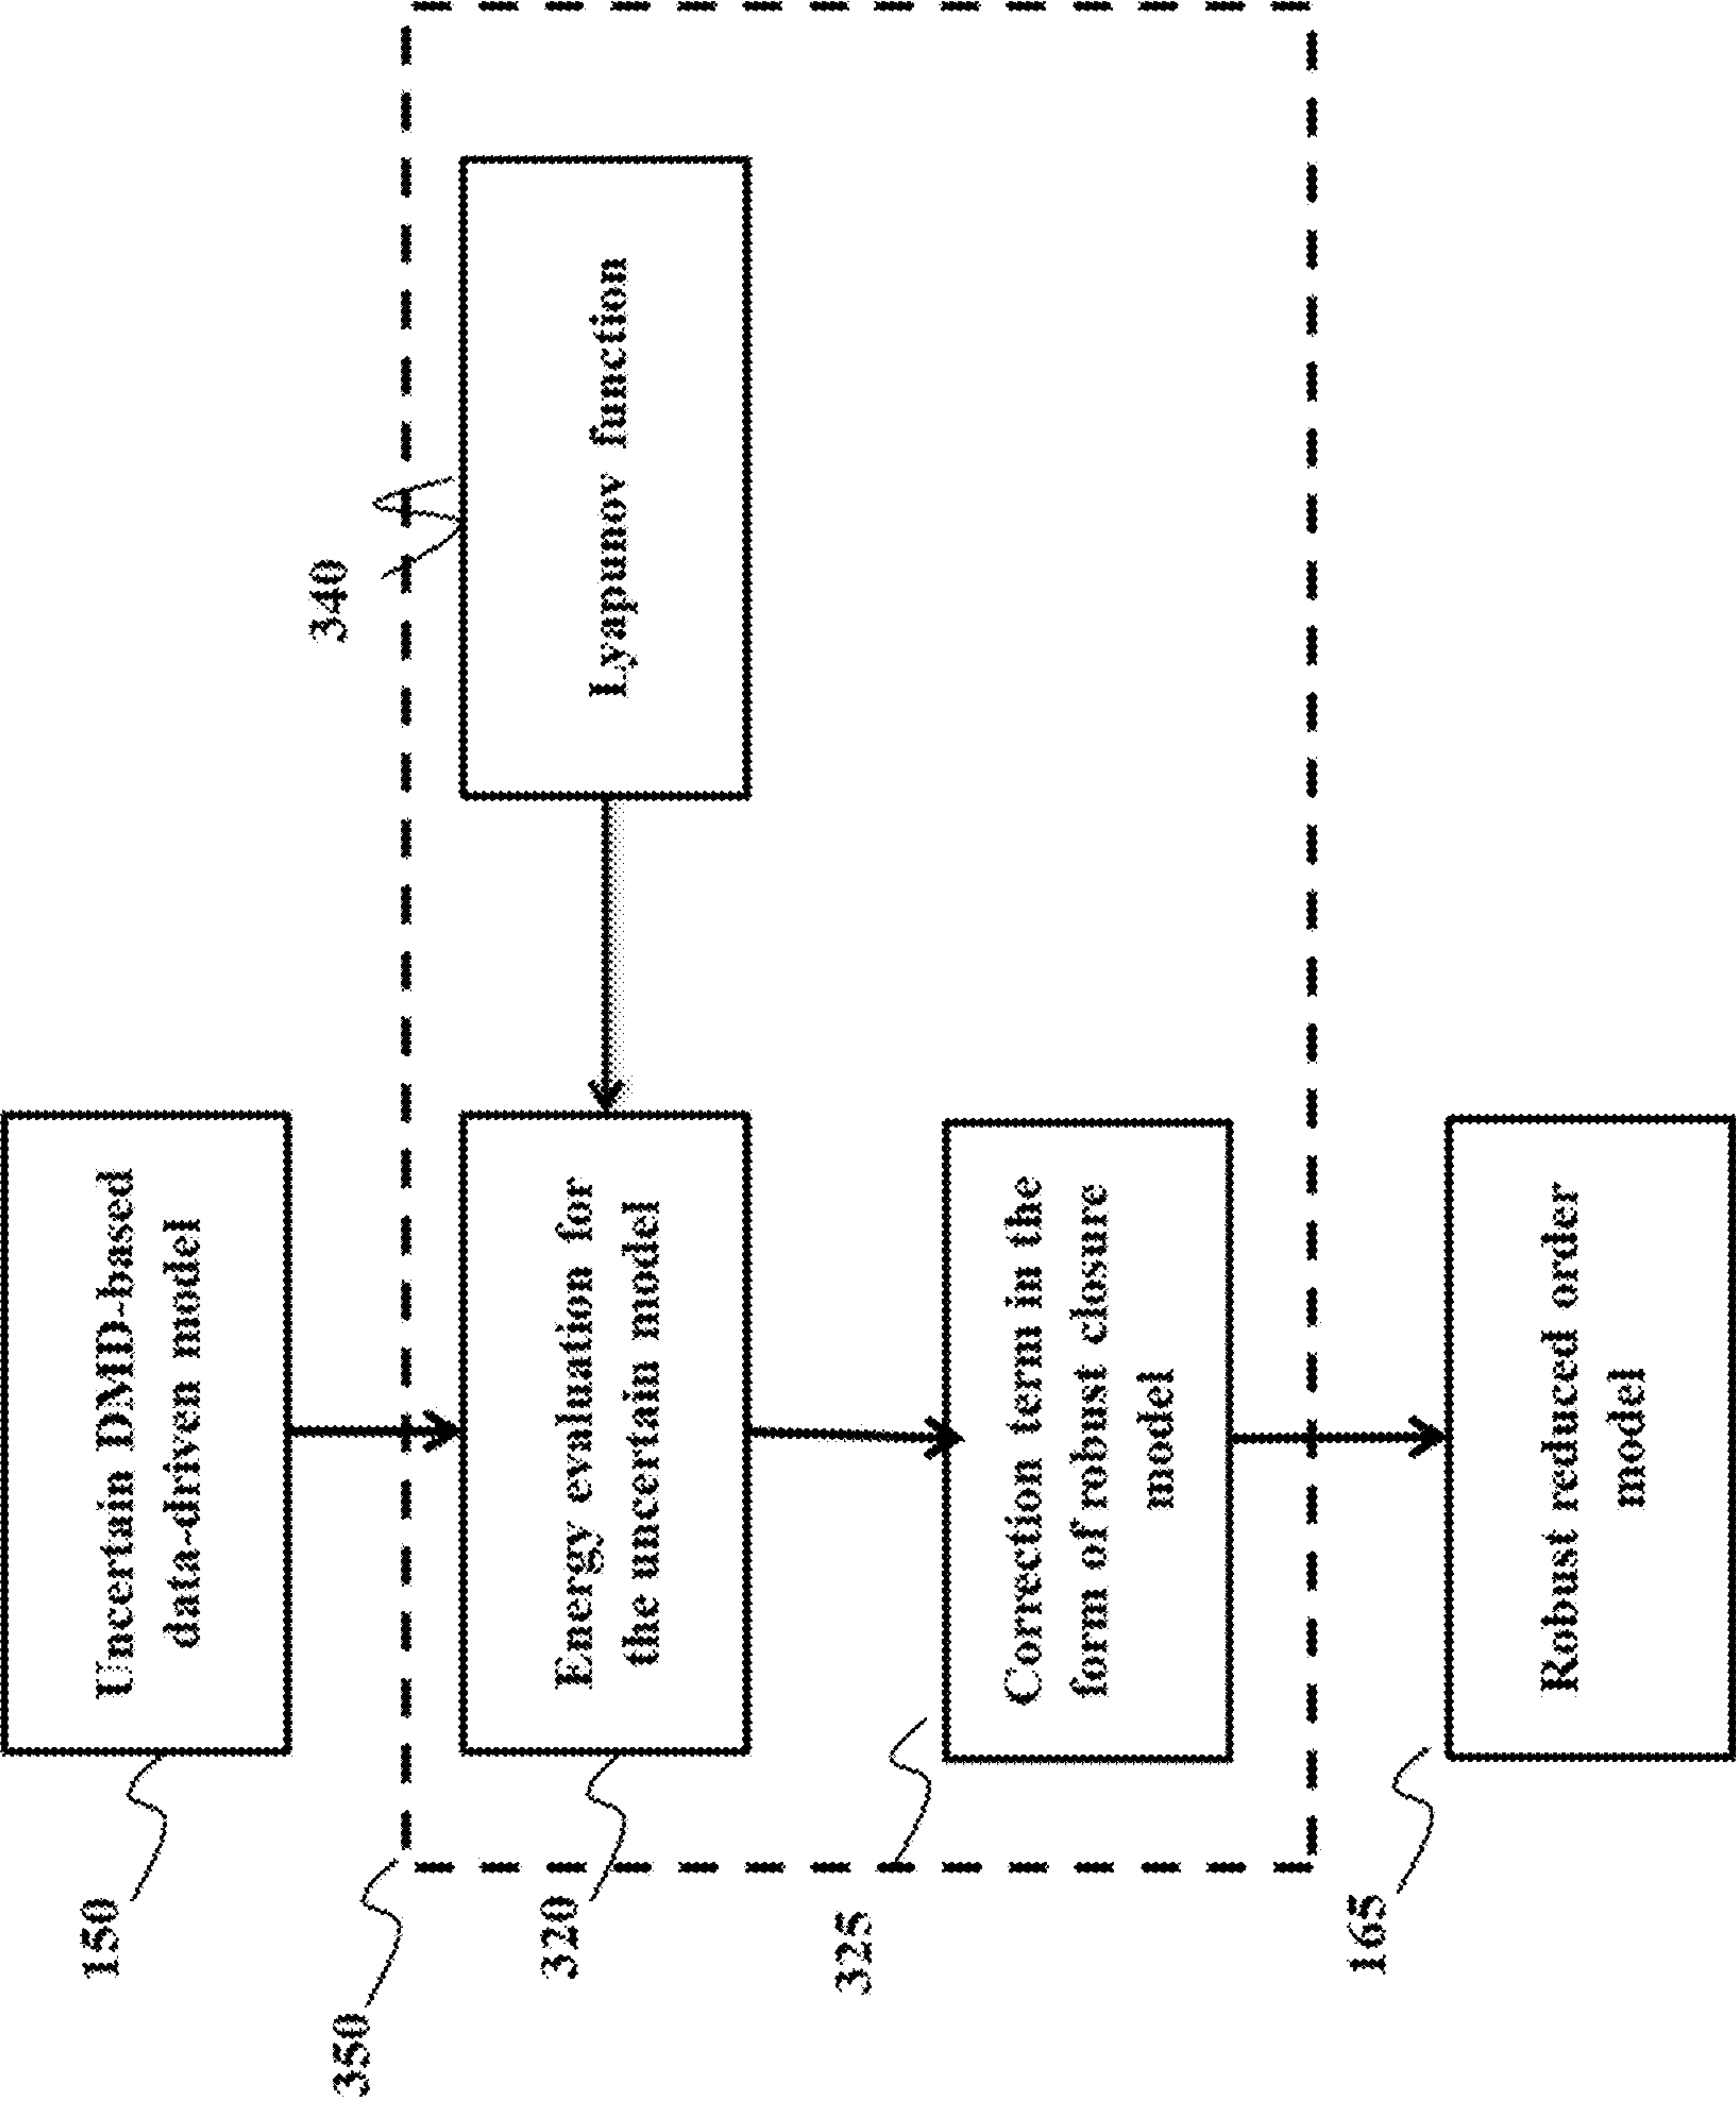 150
Uncertain DMD-based
data-driven model
350
340
Lyapunov function
320
Energy evaluation for
the uncertain model
325
Correction term in the
form of robust closure
model
165
Robust reduced order
model